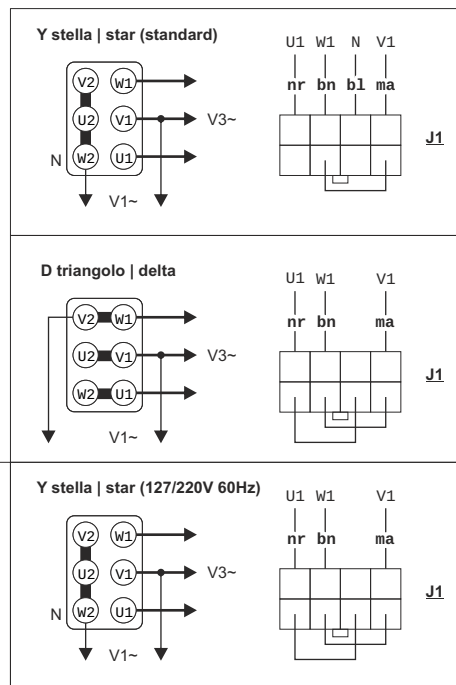 Y stella | star (standard)
U1 W1 N V1
nr bn bl ma
J1
V2 W1
U2 V1
V3~
W2 U1
N
V1~
D triangolo | delta
U1 W1 V1
nr bn ma
J1
V2 W1
U2 V1
V3~
W2 U1
V1~
Y stella | star (127/220V 60Hz)
U1 W1 V1
nr bn ma
J1
V2 W1
U2 V1
V3~
W2 U1
N
V1~